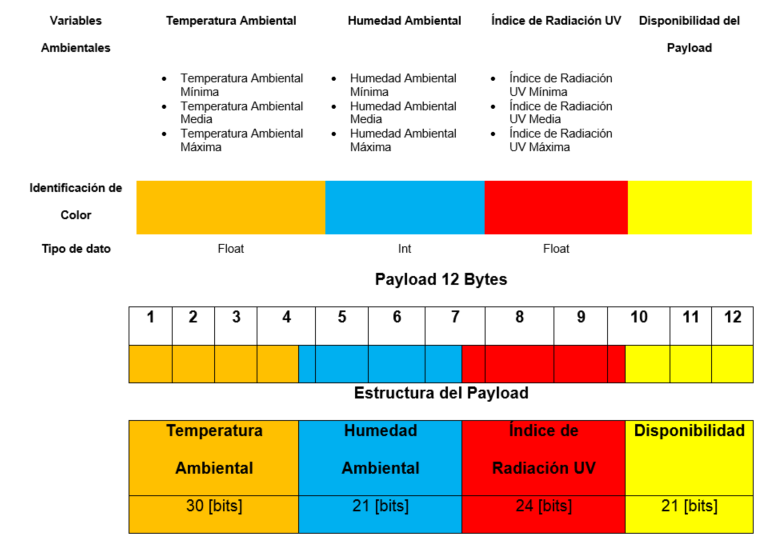 Variables Ambientales
Temperatura Ambiental
Humedad Ambiental
Índice de Radiación UV
Disponibilidad del Payload
• Temperatura Ambiental Mínima
• Temperatura Ambiental Media
• Temperatura Ambiental Máxima
• Humedad Ambiental Mínima
• Humedad Ambiental Media
• Humedad Ambiental Máxima
• Índice de Radiación UV Mínima
• Índice de Radiación UV Media
• Índice de Radiación UV Máxima
Identificación de Color
Tipo de dato
Float
Int
Float
Payload 12 Bytes
1 2 3 4 5 6 7 8 9 10 11 12
Estructura del Payload
Temperatura Ambiental
Humedad Ambiental
Índice de Radiación UV
Disponibilidad
30 [bits]
21 [bits]
24 [bits]
21 [bits]